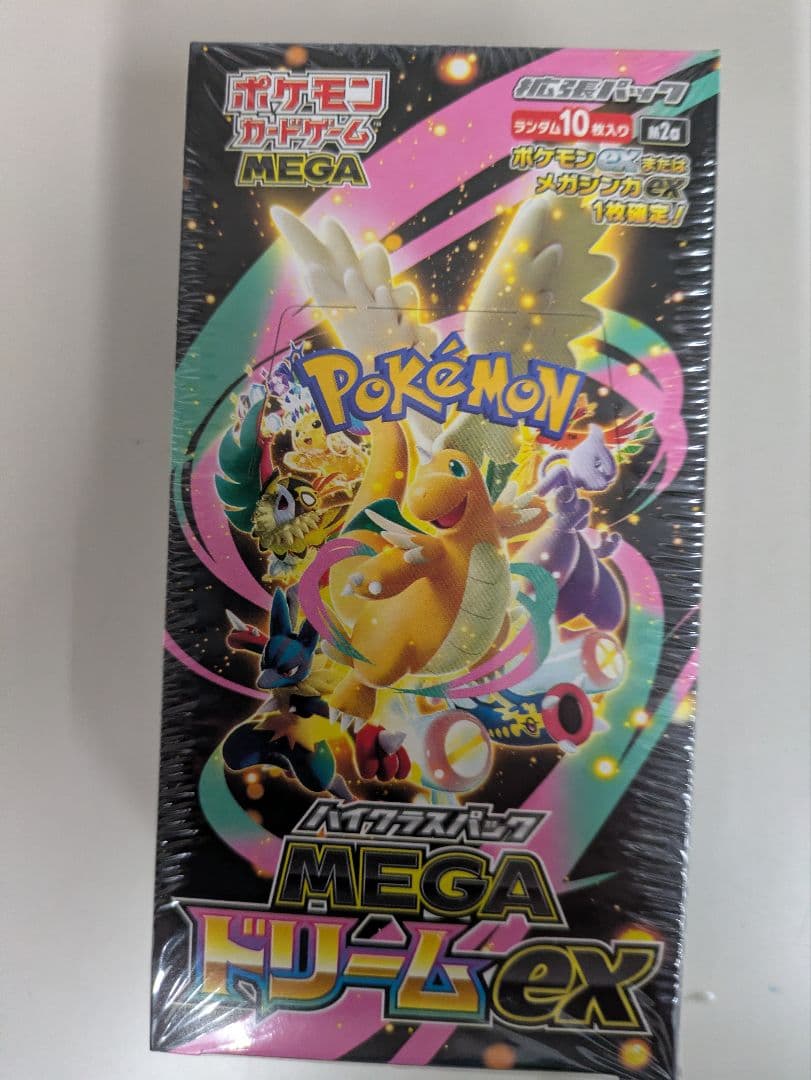 ポケモン
カードゲーム
MEGA
拡張パック
ランダム10枚入り M2a
ポケモンexまたは
メガシンカex
1枚確定!
POKéMON
ハイクラスパック
MEGA
ドリームex